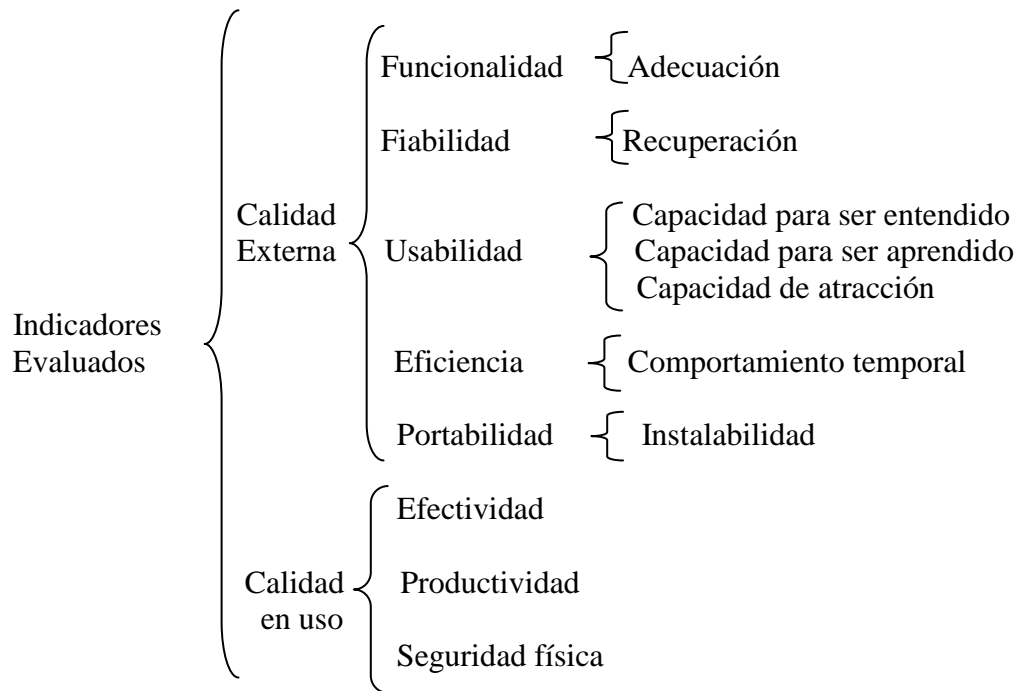 Indicadores
Evaluados
Calidad
Externa
Funcionalidad
Adecuación
Fiabilidad
Recuperación
Usabilidad
Capacidad para ser entendido
Capacidad para ser aprendido
Capacidad de atracción
Eficiencia
Comportamiento temporal
Portabilidad
Instalabilidad
Calidad
en uso
Efectividad
Productividad
Seguridad física